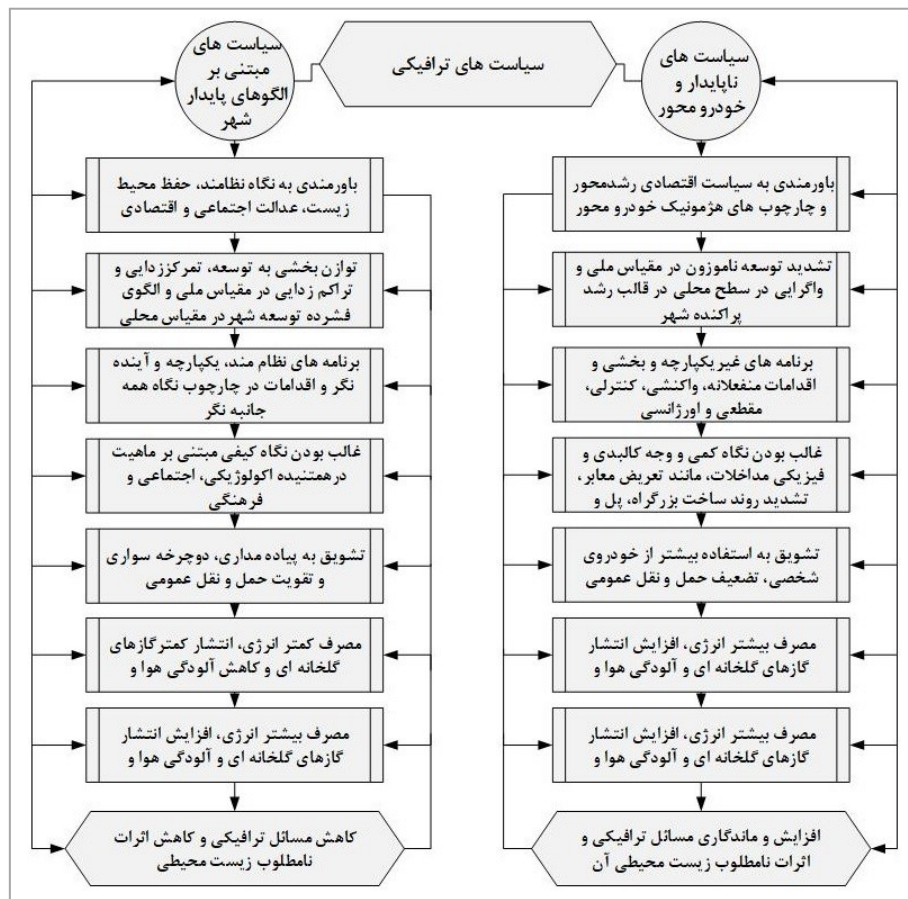 سیاست های ترافیکی
سیاست های
ناپایدار و
خودرو محور
باورمندی به سیاست اقتصادی رشدمحور
و چارچوب های هژمونیک خودرو محور
تشدید توسعه ناموزون در مقیاس ملی و
واگرایی در سطح محلی در قالب رشد
پراکنده شهر
برنامه های غیر یکپارچه و بخشی و
اقدامات منفعلانه، واکنشی، کنترلی،
مقطعی و اورژانسی
غالب بودن نگاه کمی و وجه کالبدی و
فیزیکی مداخلات، مانند تعریض معابر،
تشدید روند ساخت بزرگراه، پل و
تشویق به استفاده بیشتر از خودروی
شخصی، تضعیف حمل و نقل عمومی
مصرف بیشتر انرژی، افزایش انتشار
گازهای گلخانه ای و آلودگی هوا و
مصرف بیشتر انرژی، افزایش انتشار
گازهای گلخانه ای و آلودگی هوا و
افزایش و ماندگاری مسائل ترافیکی و
اثرات نامطلوب زیست محیطی آن
سیاست های
مبتنی بر
الگوهای پایدار
شهر
باورمندی به نگاه نظامند، حفظ محیط
زیست، عدالت اجتماعی و اقتصادی
توازن بخشی به توسعه، تمرکززدایی و
تراکم زدایی در مقیاس ملی و الگوی
فشرده توسعه شهر در مقیاس محلی
برنامه های نظام مند، یکپارچه و آینده
نگر و اقدامات در چارچوب نگاه همه
جانبه نگر
غالب بودن نگاه کیفی مبتنی بر ماهیت
درهمتنیده اکولوژیکی، اجتماعی و
فرهنگی
تشویق به پیاده مداری، دوچرخه سواری
و تقویت حمل و نقل عمومی
مصرف کمتر انرژی، انتشار کمتر گازهای
گلخانه ای و کاهش آلودگی هوا و
مصرف بیشتر انرژی، افزایش انتشار
گازهای گلخانه ای و آلودگی هوا و
کاهش مسائل ترافیکی و کاهش اثرات
نامطلوب زیست محیطی